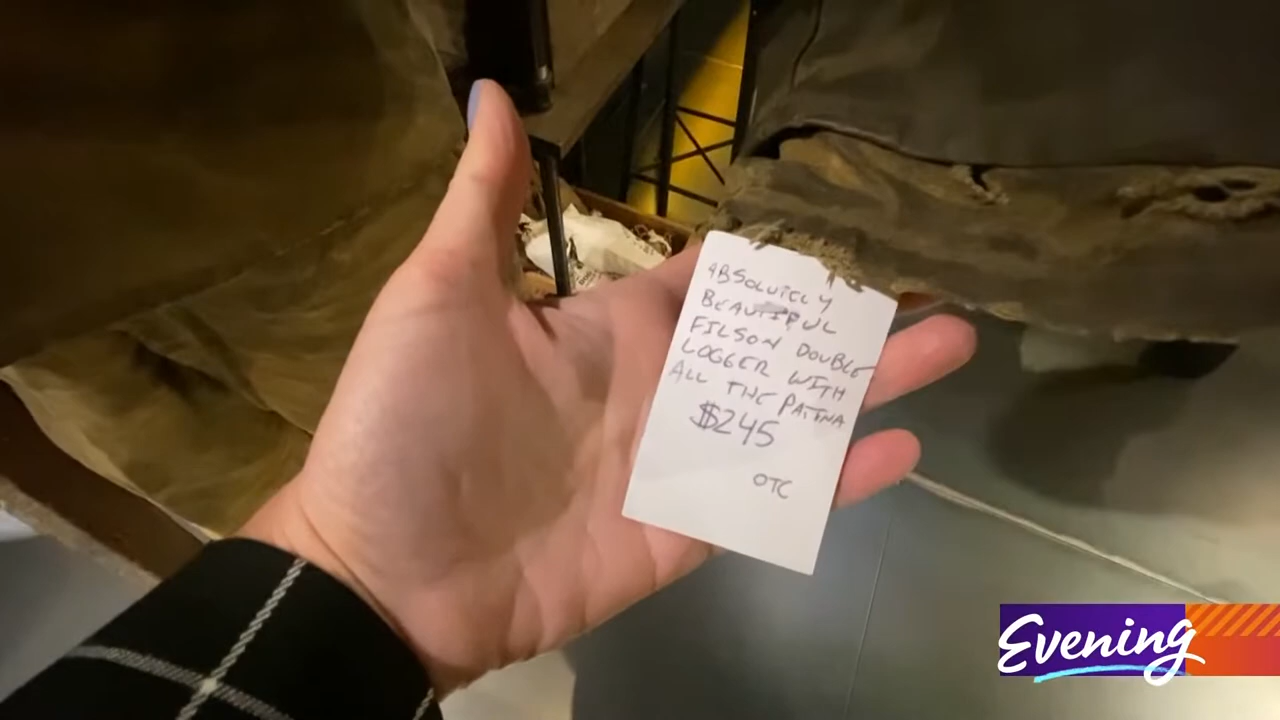 ABSOLUTELY
BEAUTIFUL
FILSON DOUBLE
LOGGER WITH
ALL THE PATINA
$245
OTC
Evening